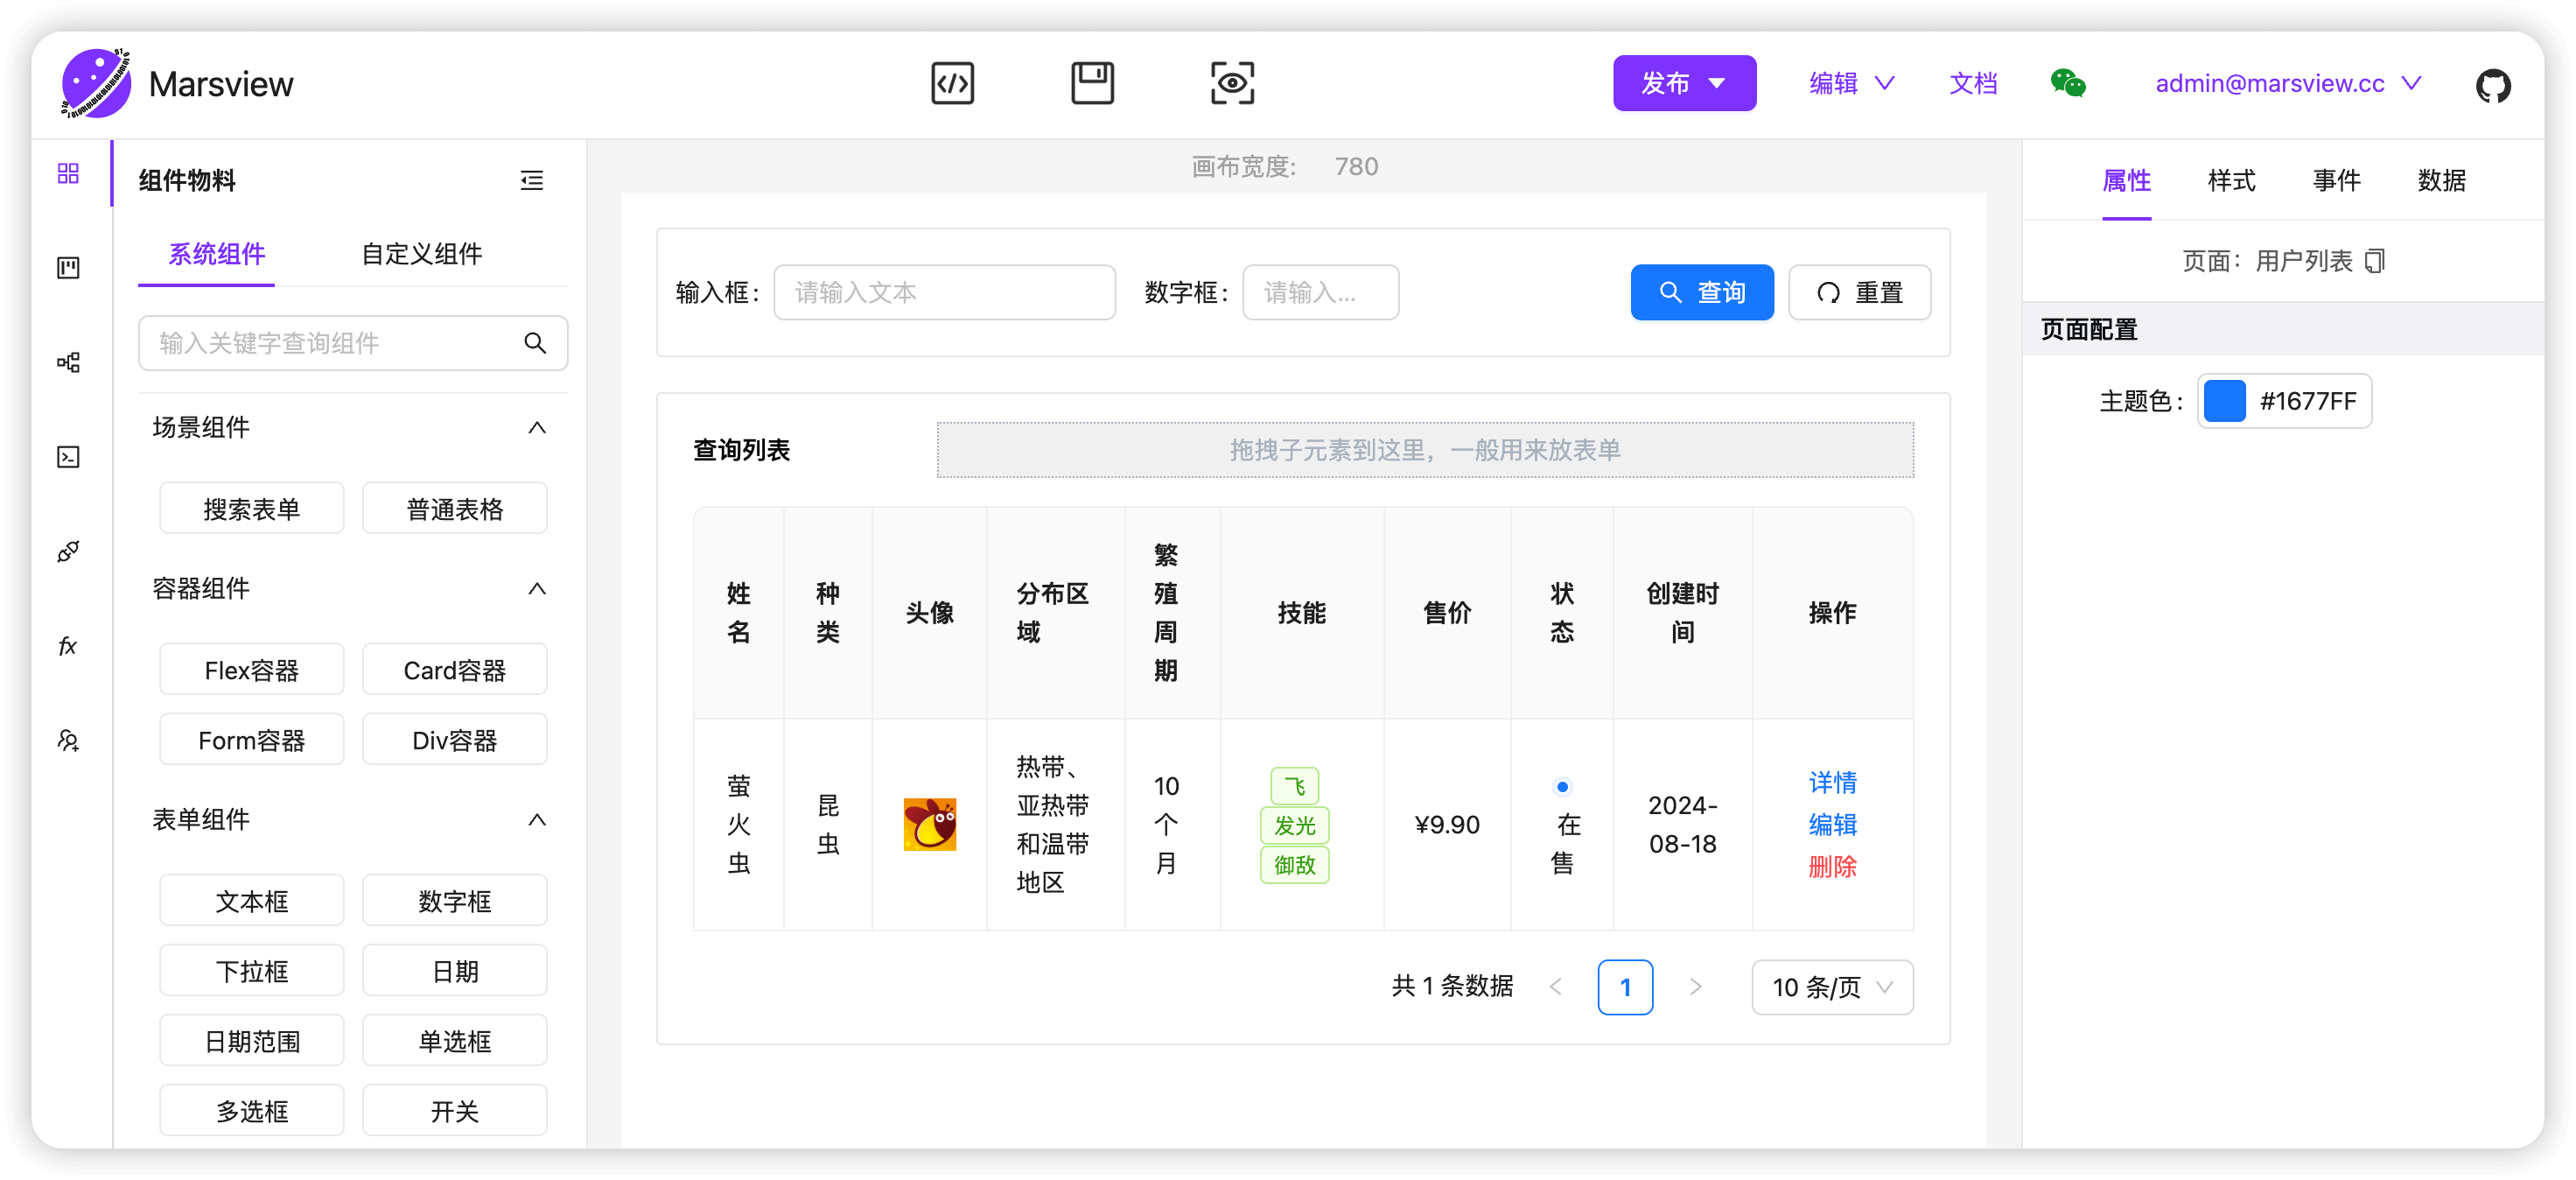 Marsview
发布
编辑
文档
admin@marsview.cc
组件物料
系统组件
自定义组件
输入关键字查询组件
场景组件
搜索表单
普通表格
容器组件
Flex容器
Card容器
Form容器
Div容器
表单组件
文本框
数字框
下拉框
日期
日期范围
单选框
多选框
开关
画布宽度: 780
输入框:
请输入文本
数字框:
请输入...
查询
重置
查询列表
拖拽子元素到这里，一般用来放表单
姓
名
种
类
头像
分布区
域
繁
殖
周
期
技能
售价
状
态
创建时
间
操作
萤
火
虫
昆
虫
热带、
亚热带
和温带
地区
10
个
月
飞
发光
御敌
¥9.90
在
售
2024-
08-18
详情
编辑
删除
共 1 条数据
1
10 条/页
属性
样式
事件
数据
页面: 用户列表
页面配置
主题色:
#1677FF